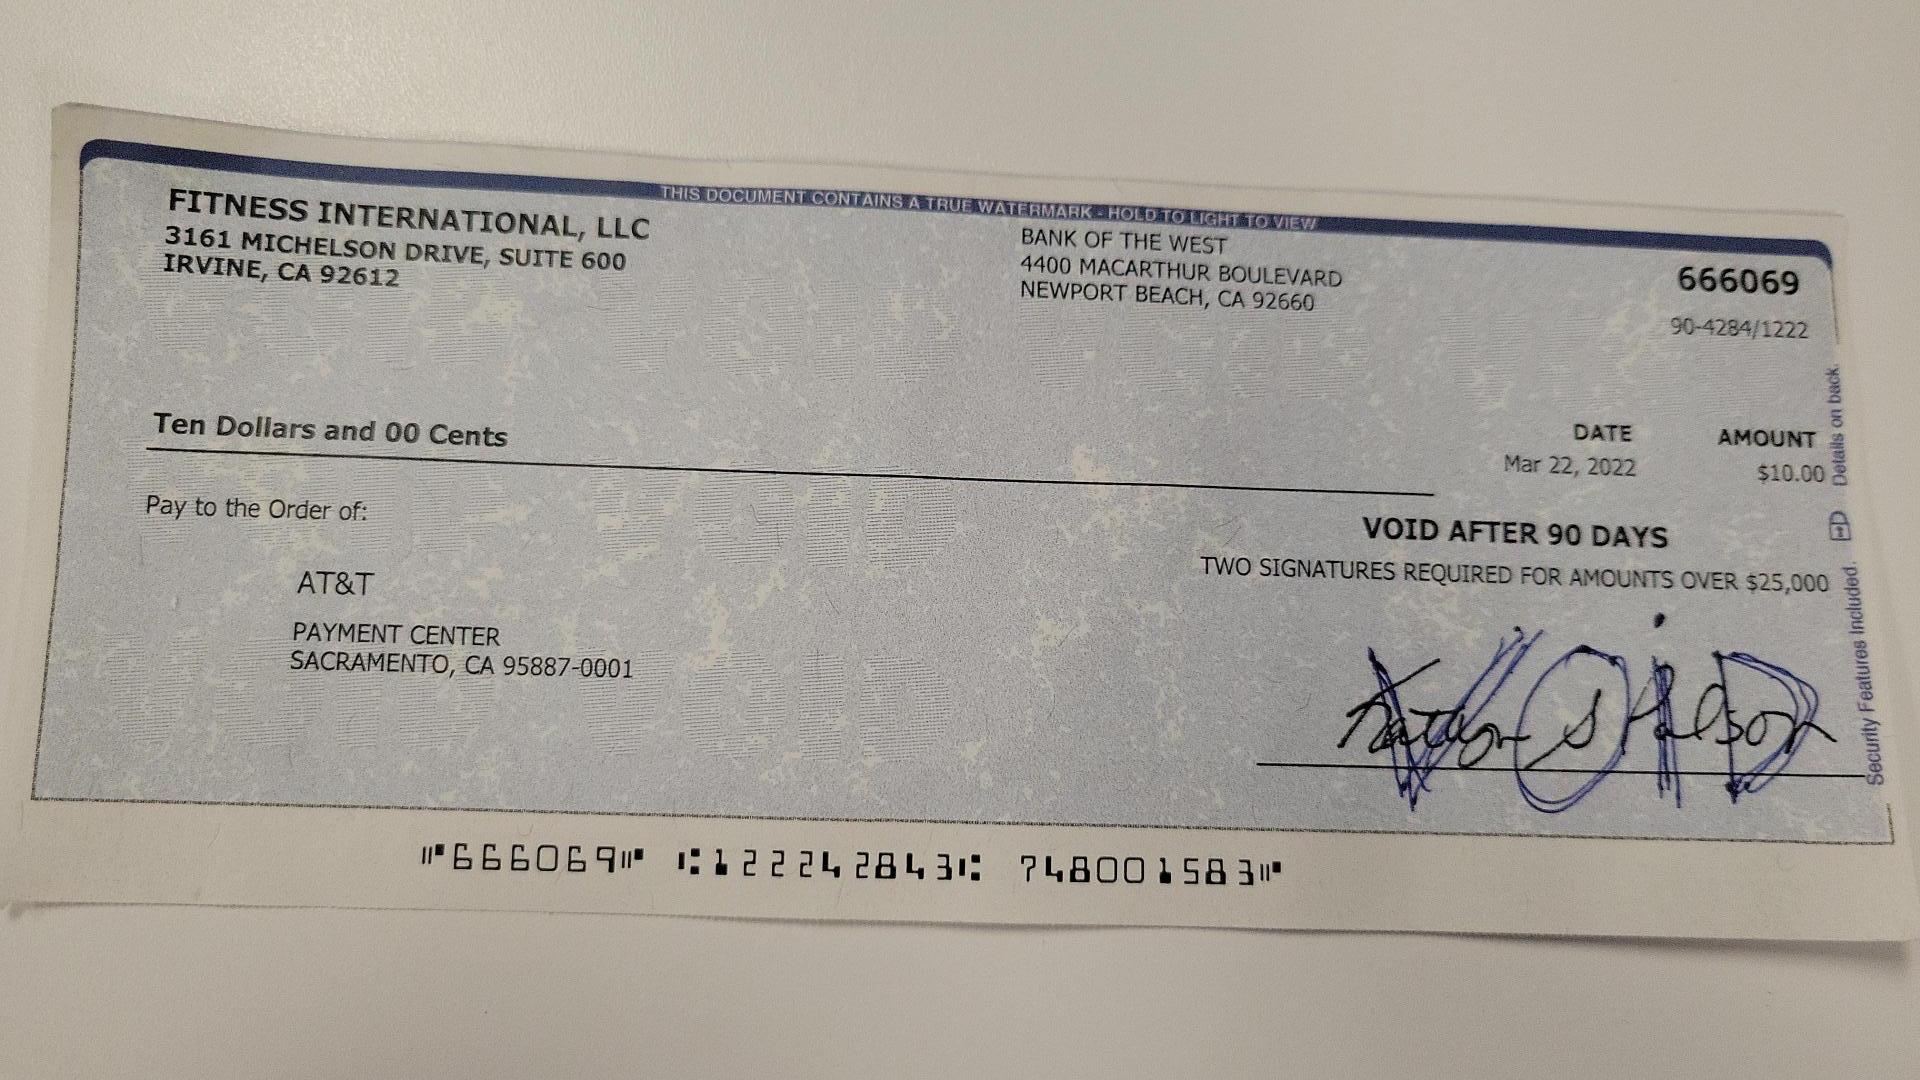 THIS DOCUMENT CONTAINS A TRUE WATERMARK - HOLD TO LIGHT TO VIEW
FITNESS INTERNATIONAL, LLC
3161 MICHELSON DRIVE, SUITE 600
IRVINE, CA 92612
BANK OF THE WEST
4400 MACARTHUR BOULEVARD
NEWPORT BEACH, CA 92660
666069
90-4284/1222
Ten Dollars and 00 Cents
DATE
Mar 22, 2022
AMOUNT
$10.00
Pay to the Order of:
AT&T
PAYMENT CENTER
SACRAMENTO, CA 95887-0001
VOID AFTER 90 DAYS
TWO SIGNATURES REQUIRED FOR AMOUNTS OVER $25,000
VOID
Security Features Included. Details on back.
⑈666069⑈ ⑆122242843⑆ 7480015830⑈